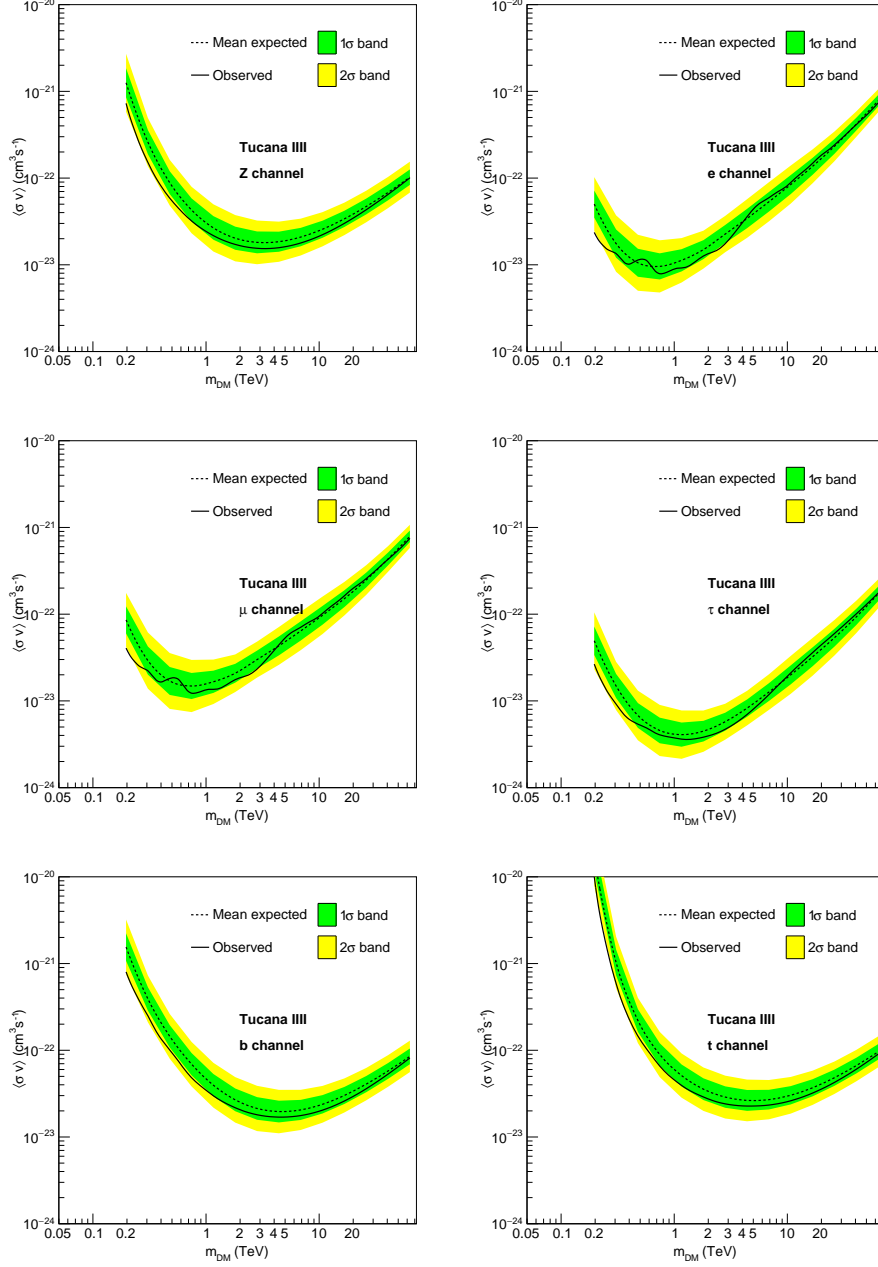 10⁻²⁰
10⁻²¹
10⁻²²
10⁻²³
10⁻²⁴
⟨σ v⟩ (cm³s⁻¹)
Mean expected
1σ band
Observed
2σ band
Tucana IIII
Z channel
0.05 0.1 0.2 1 2 3 4 5 10 20
m_DM (TeV)
10⁻²⁰
10⁻²¹
10⁻²²
10⁻²³
10⁻²⁴
⟨σ v⟩ (cm³s⁻¹)
Mean expected
1σ band
Observed
2σ band
Tucana IIII
e channel
0.05 0.1 0.2 1 2 3 4 5 10 20
m_DM (TeV)
10⁻²⁰
10⁻²¹
10⁻²²
10⁻²³
10⁻²⁴
⟨σ v⟩ (cm³s⁻¹)
Mean expected
1σ band
Observed
2σ band
Tucana IIII
μ channel
0.05 0.1 0.2 1 2 3 4 5 10 20
m_DM (TeV)
10⁻²⁰
10⁻²¹
10⁻²²
10⁻²³
10⁻²⁴
⟨σ v⟩ (cm³s⁻¹)
Mean expected
1σ band
Observed
2σ band
Tucana IIII
τ channel
0.05 0.1 0.2 1 2 3 4 5 10 20
m_DM (TeV)
10⁻²⁰
10⁻²¹
10⁻²²
10⁻²³
10⁻²⁴
⟨σ v⟩ (cm³s⁻¹)
Mean expected
1σ band
Observed
2σ band
Tucana IIII
b channel
0.05 0.1 0.2 1 2 3 4 5 10 20
m_DM (TeV)
10⁻²⁰
10⁻²¹
10⁻²²
10⁻²³
10⁻²⁴
⟨σ v⟩ (cm³s⁻¹)
Mean expected
1σ band
Observed
2σ band
Tucana IIII
t channel
0.05 0.1 0.2 1 2 3 4 5 10 20
m_DM (TeV)